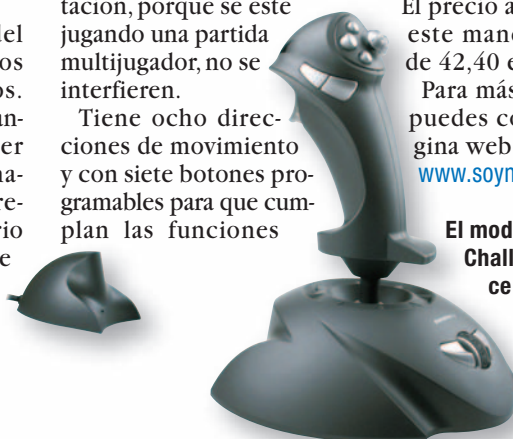 del
os
os.
an-
er
na-
re-
rio
e
tación, porque se esté
jugando una partida
multijugador, no se
interfieren.
Tiene ocho direc-
ciones de movimiento
y con siete botones pro-
gramables para que cum-
plan las funciones
El precio a
este mand
de 42,40 e
Para más
puedes co
gina web
www.soyn
El mod
Chall
ce